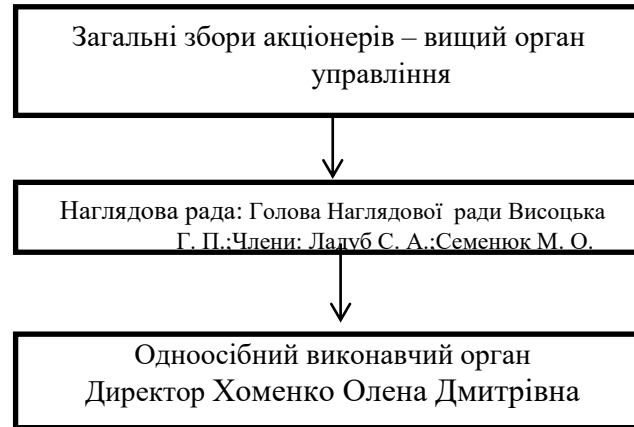 Загальні збори акціонерів – вищий орган
управління
Наглядова рада: Голова Наглядової ради Висоцька
Г. П.;Члени: Ладуб С. А.;Семенюк М. О.
Одноосібний виконавчий орган
Директор Хоменко Олена Дмитрівна